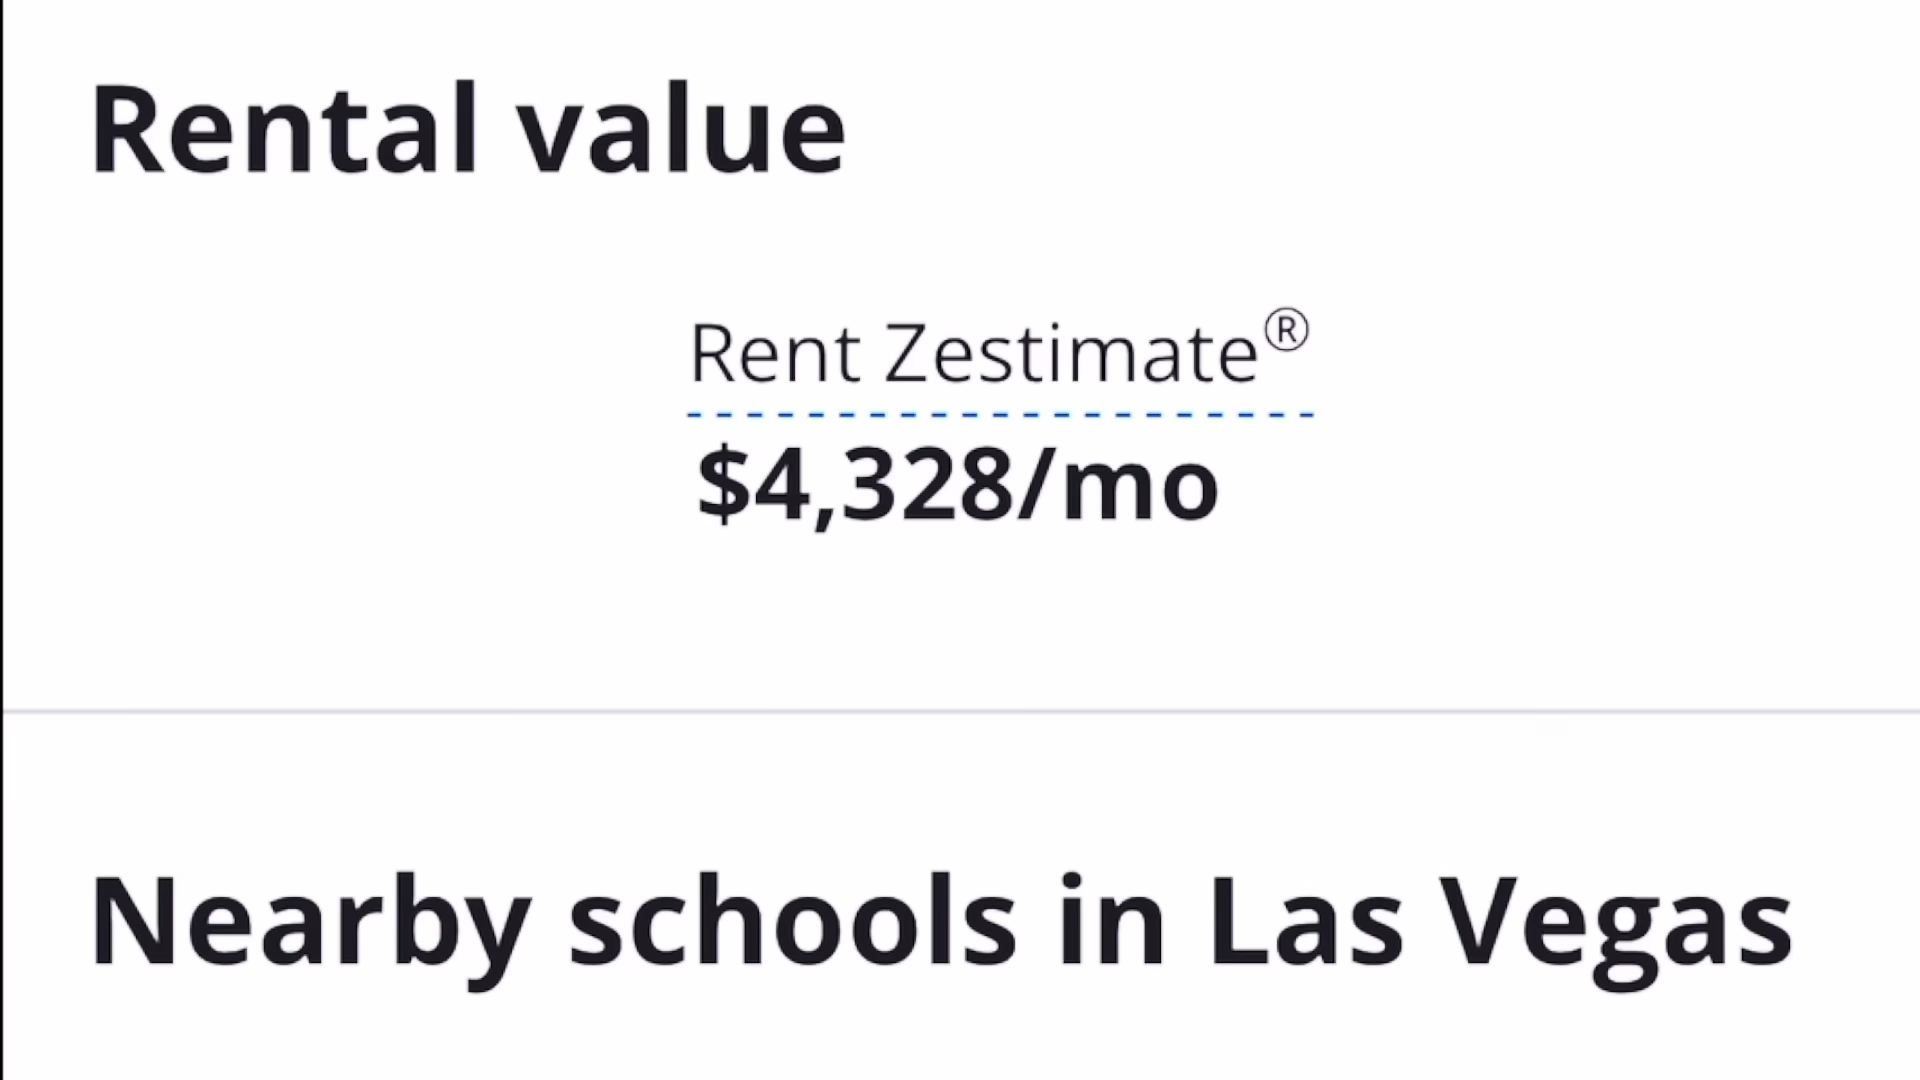 Rental value
Rent Zestimate®
$4,328/mo
Nearby schools in Las Vegas